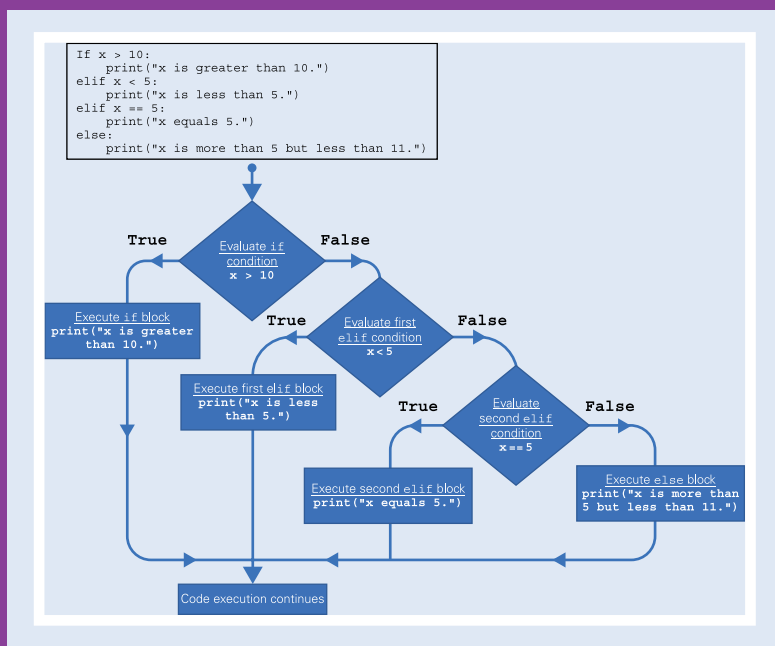 If x > 10:
    print("x is greater than 10.")
elif x < 5:
    print("x is less than 5.")
elif x == 5:
    print("x equals 5.")
else:
    print("x is more than 5 but less than 11.")
True
False
Evaluate if
condition
x > 10
Execute if block
print("x is greater
than 10.")
True
False
Evaluate first
elif condition
x<5
Execute first elif block
print("x is less
than 5.")
True
False
Evaluate
second elif
condition
x==5
Execute second elif block
print("x equals 5.")
Execute else block
print("x is more than
5 but less than 11.")
Code execution continues